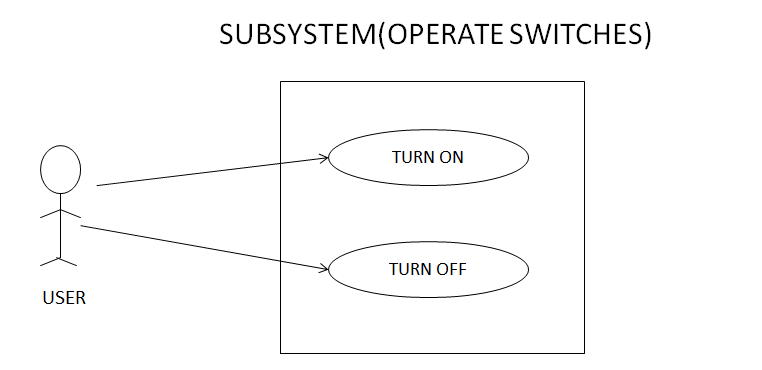 SUBSYSTEM(OPERATE SWITCHES)
TURN ON
TURN OFF
USER